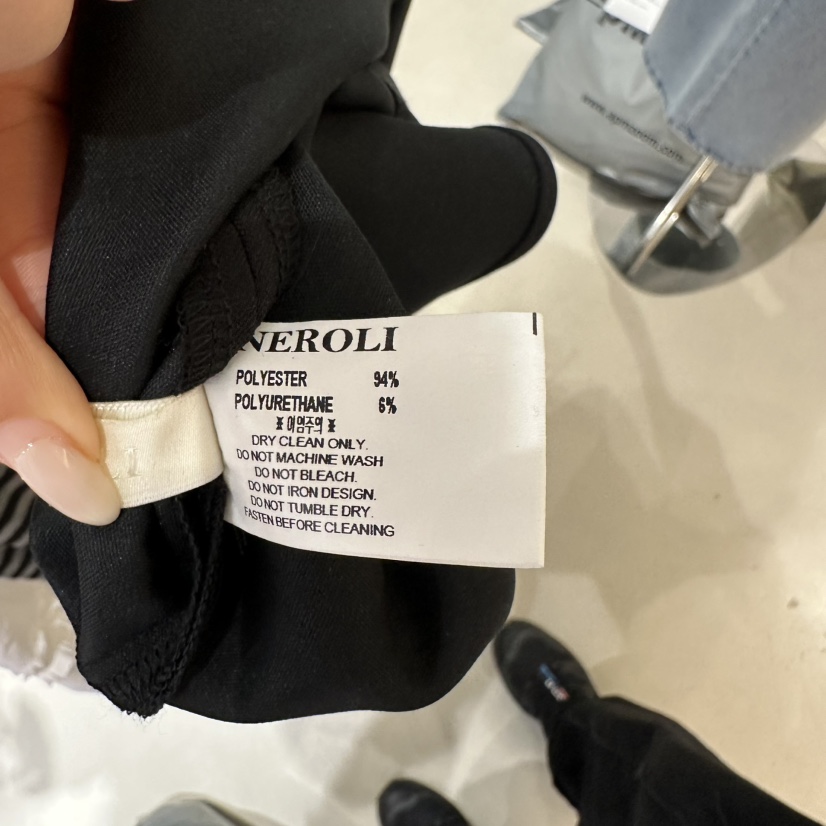 NEROLI
POLYESTER 94%
POLYURETHANE 6%
※ 이염주의 ※
DRY CLEAN ONLY.
DO NOT MACHINE WASH
DO NOT BLEACH.
DO NOT IRON DESIGN.
DO NOT TUMBLE DRY.
FASTEN BEFORE CLEANING